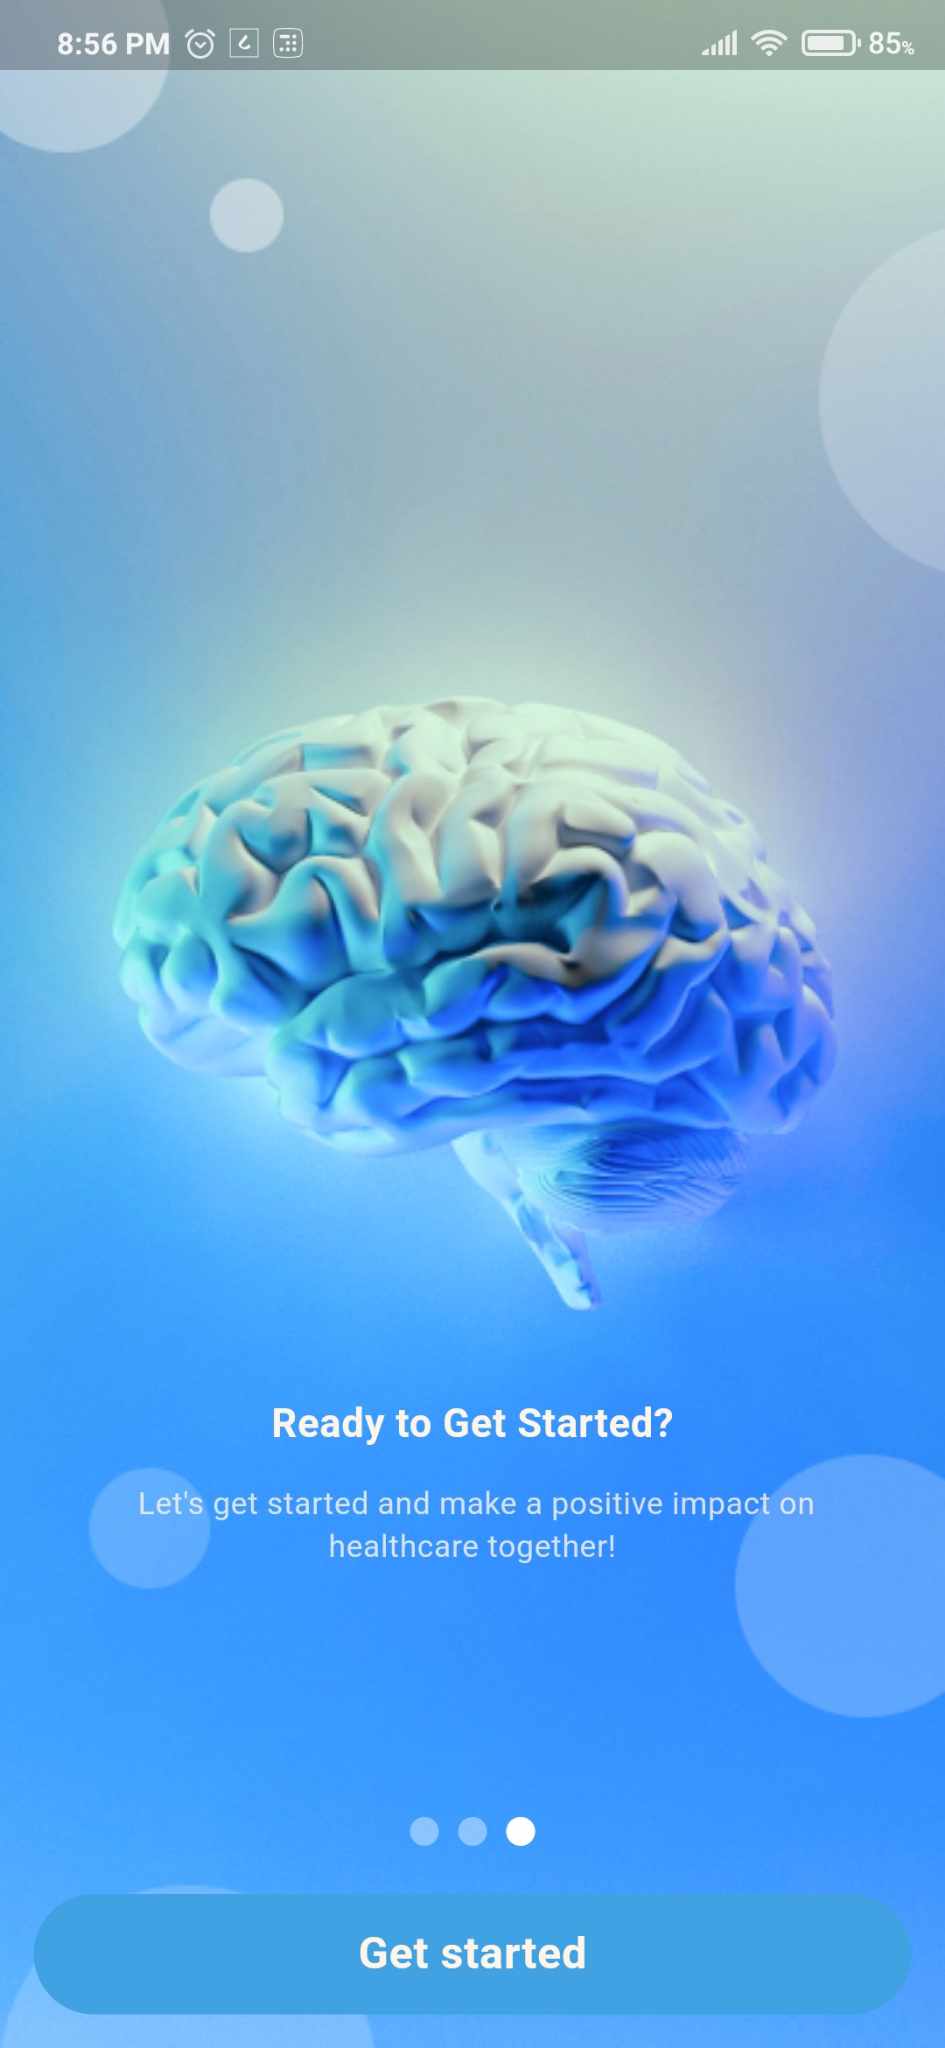 8:56 PM 85%
Ready to Get Started?
Let's get started and make a positive impact on
healthcare together!
Get started